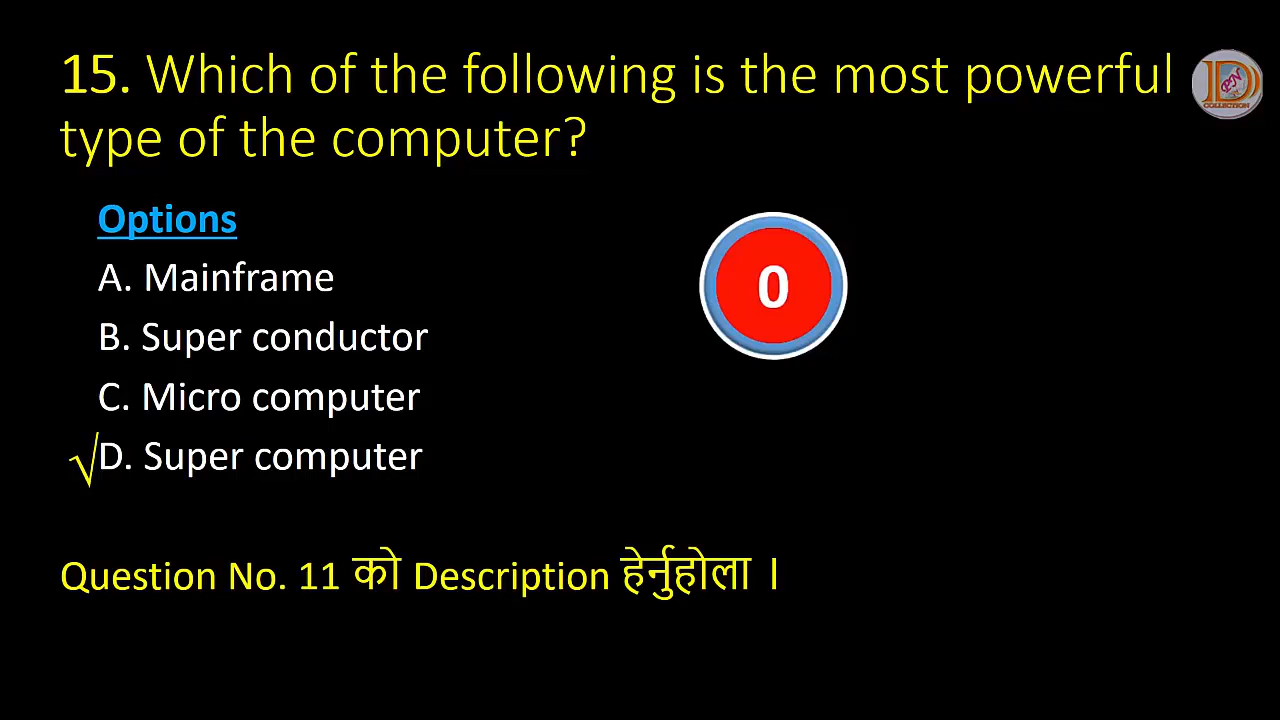 15. Which of the following is the most powerful
type of the computer?
Options
A. Mainframe
B. Super conductor
C. Micro computer
√D. Super computer
0
Question No. 11 को Description हेर्नुहोला ।
D
COLLECTION